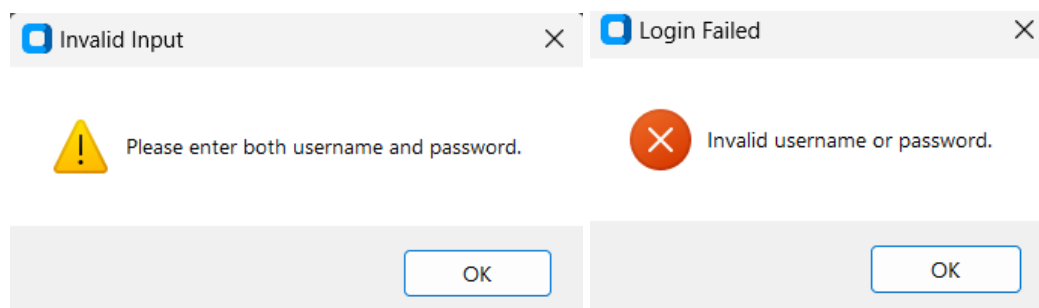 Invalid Input
Please enter both username and password.
OK
Login Failed
Invalid username or password.
OK